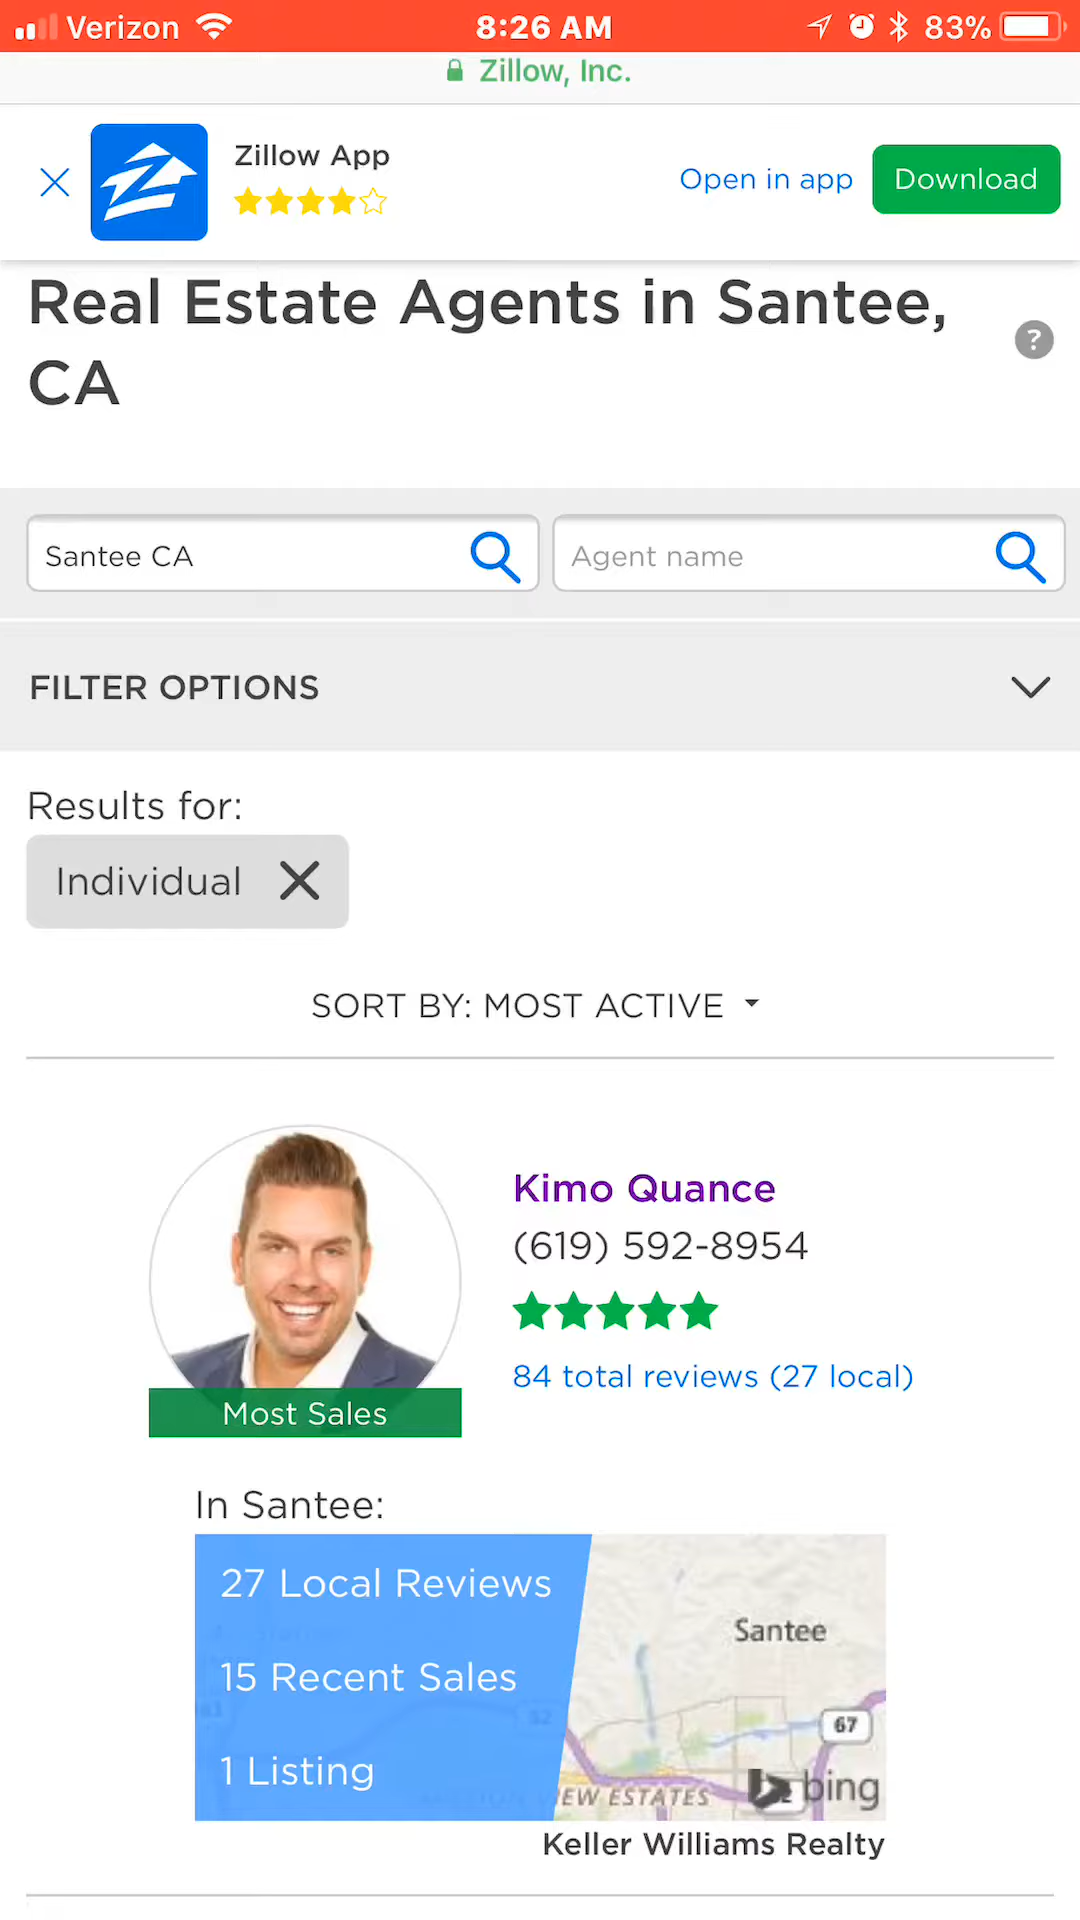 Verizon 8:26 AM 83%
Zillow, Inc.
Zillow App
Open in app
Download
Real Estate Agents in Santee,
CA
?
Santee CA
Agent name
FILTER OPTIONS
Results for:
Individual
SORT BY: MOST ACTIVE
Kimo Quance
(619) 592-8954
84 total reviews (27 local)
Most Sales
In Santee:
27 Local Reviews
15 Recent Sales
1 Listing
Santee
52
67
EW ESTATES
bing
Keller Williams Realty